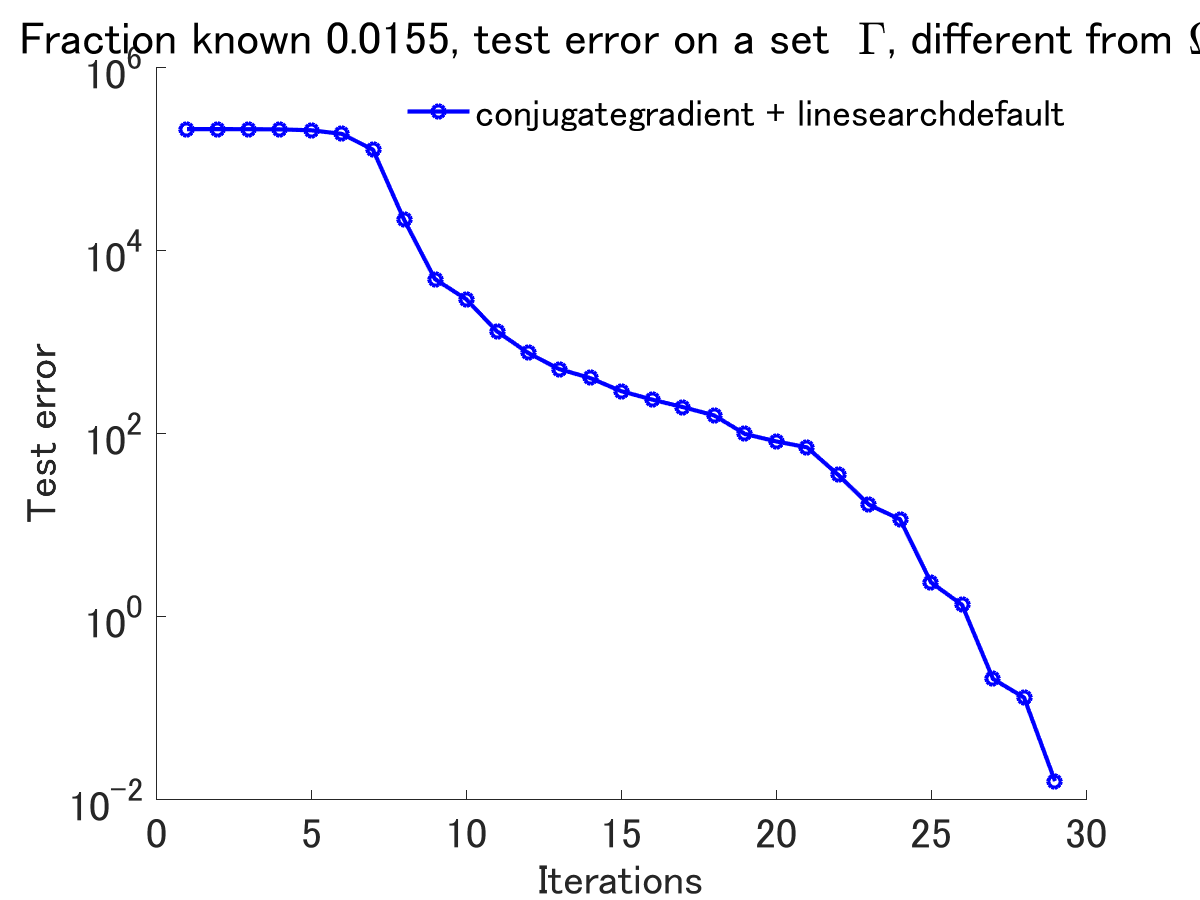 Fraction known 0.0155, test error on a set Γ, different from
10^6
conjugategradient + linesearchdefault
10^4
10^2
10^0
10^-2
Test error
0 5 10 15 20 25 30
Iterations